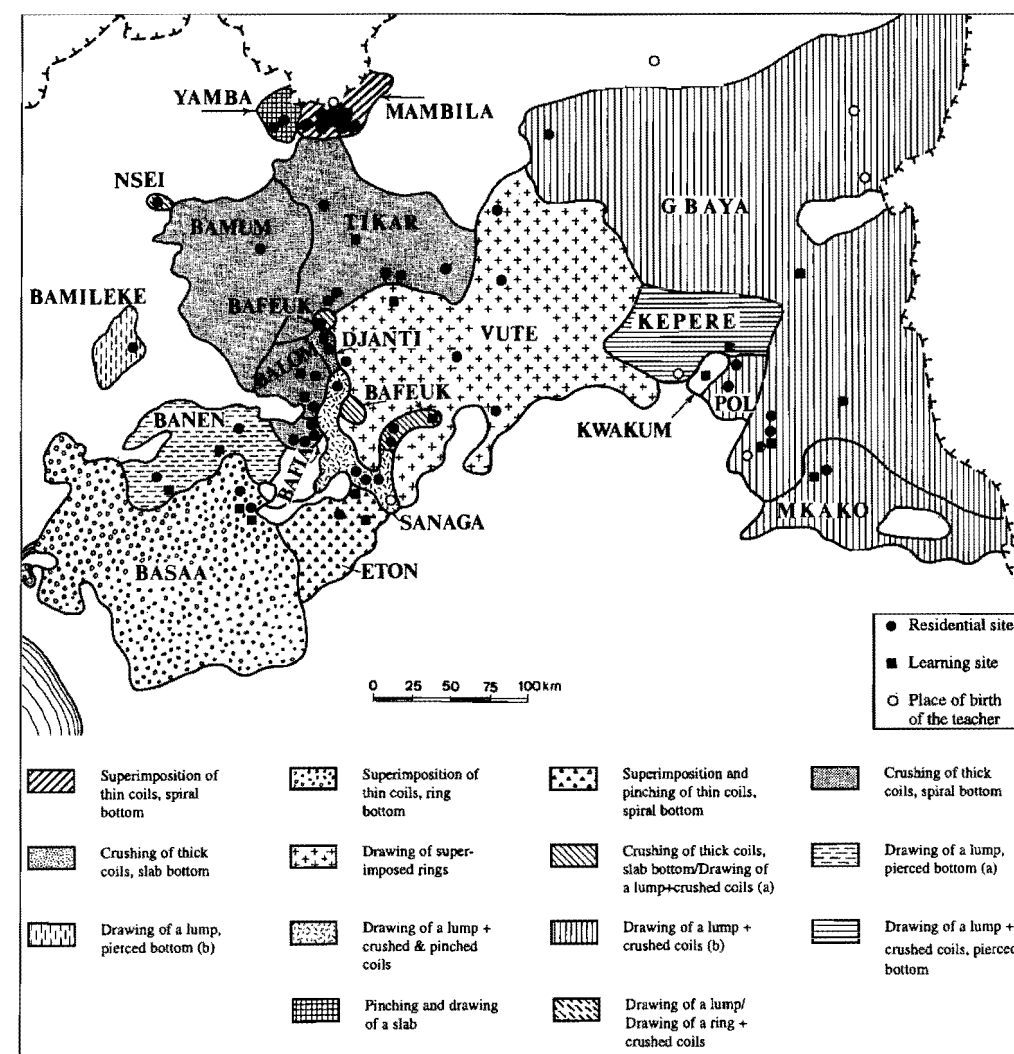 YAMBA
MAMBILA
NSEI
BAMUM
TIKAR
GBAYA
BAMILEKE
BAFEUK
DJANTI
VUTE
KEPERE
BALOM
BAFEUK
POL
BANEN
KWAKUM
BAFIA
MKAKO
SANAGA
BASAA
ETON
Residential site
Learning site
Place of birth
of the teacher
0 25 50 75 100 km
Superimposition of
thin coils, spiral
bottom
Superimposition of
thin coils, ring
bottom
Superimposition and
pinching of thin coils,
spiral bottom
Crushing of thick
coils, spiral bottom
Crushing of thick
coils, slab bottom
Drawing of super-
imposed rings
Crushing of thick coils,
slab bottom/Drawing of
a lump+crushed coils (a)
Drawing of a lump,
pierced bottom (a)
Drawing of a lump,
pierced bottom (b)
Drawing of a lump +
crushed & pinched
coils
Drawing of a lump +
crushed coils (b)
Drawing of a lump +
crushed coils, pierced
bottom
Pinching and drawing
of a slab
Drawing of a lump/
Drawing of a ring +
crushed coils